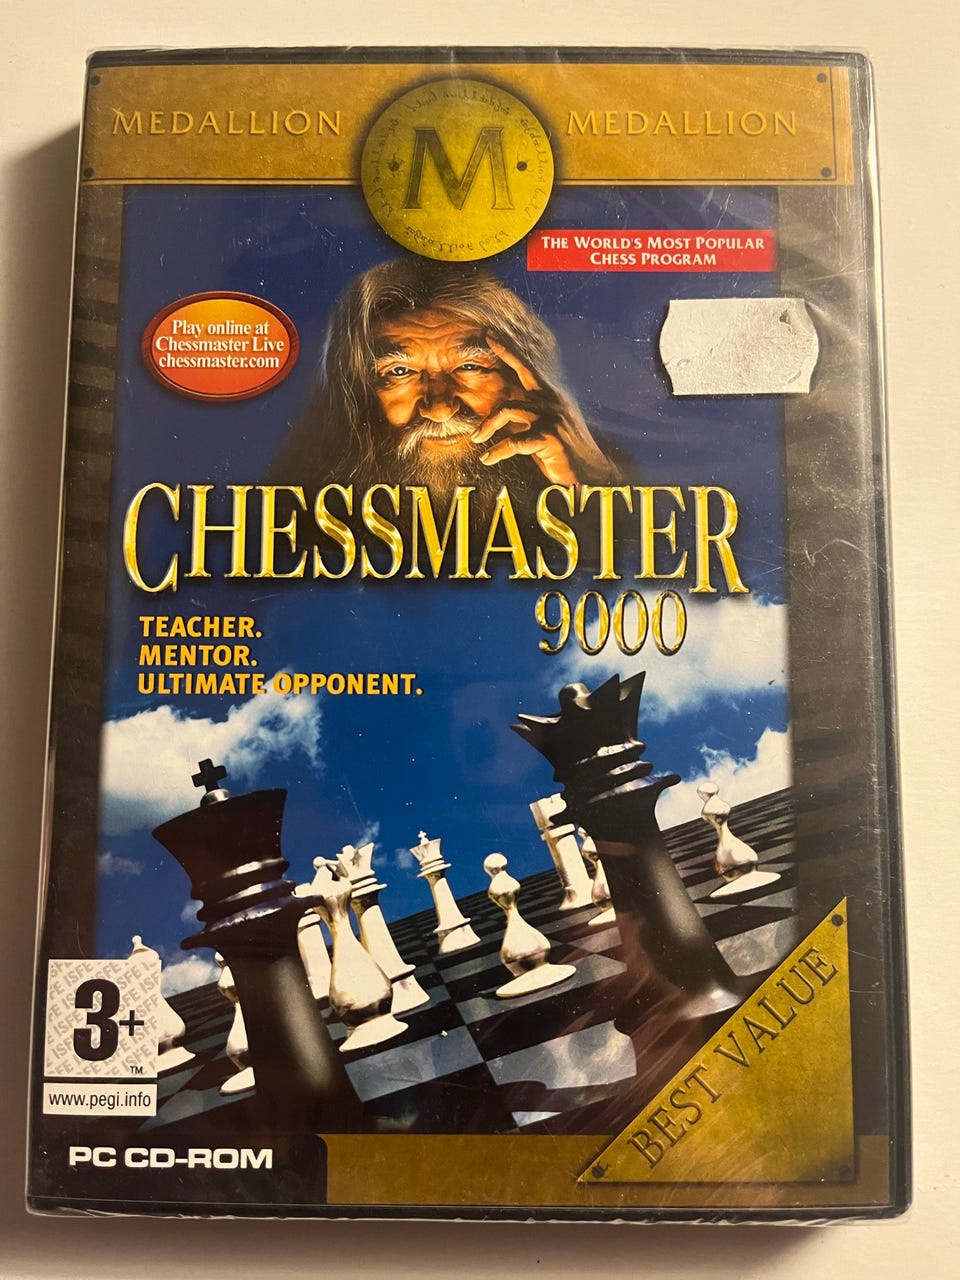 MEDALLION
M
MEDALLION
THE WORLD'S MOST POPULAR
CHESS PROGRAM
Play online at
Chessmaster Live
chessmaster.com
CHESSMASTER
9000
TEACHER.
MENTOR.
ULTIMATE OPPONENT.
3+
TM
www.pegi.info
PC CD-ROM
BEST VALUE